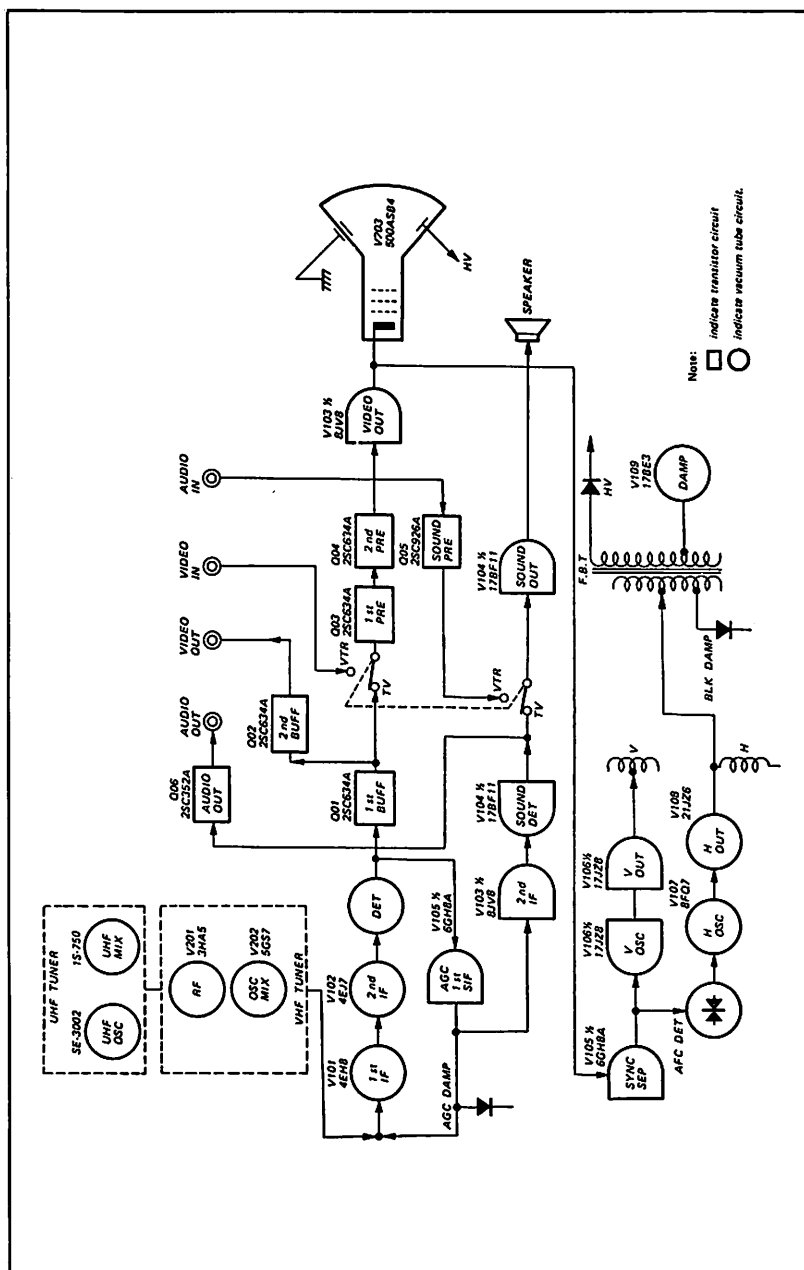 UHF TUNER
SE-3002
UHF
OSC
1S-750
UHF
MIX
V201
3HA5
RF
V202
5GS7
OSC
MIX
VHF TUNER
V101
4EH8
1st
IF
V102
4EJ7
2nd
IF
DET
V105 ½
6GH8A
AGC
1st
SIF
AGC DAMP
Q06
2SC352A
AUDIO
OUT
AUDIO
OUT
Q01
2SC634A
1st
BUFF
Q02
2SC634A
2nd
BUFF
VIDEO
OUT
VIDEO
IN
AUDIO
IN
VTR
TV
Q03
2SC634A
1st
PRE
Q04
2SC634A
2nd
PRE
Q05
2SC926A
SOUND
PRE
V103 ½
8JV8
VIDEO
OUT
V203
500ASB4
HV
V103 ½
8JV8
2nd
IF
V104 ½
17BF11
SOUND
DET
VTR
TV
V104 ½
17BF11
SOUND
OUT
SPEAKER
V105 ½
6GH8A
SYNC
SEP
AFC DET
V106½
17JZ8
V
OSC
V106½
17JZ8
V
OUT
V
V107
8FQ7
H
OSC
V108
21JZ6
H
OUT
H
BLK DAMP
F.B.T
HV
V109
17BE3
DAMP
Note:
indicate transistor circuit
indicate vacuum tube circuit.